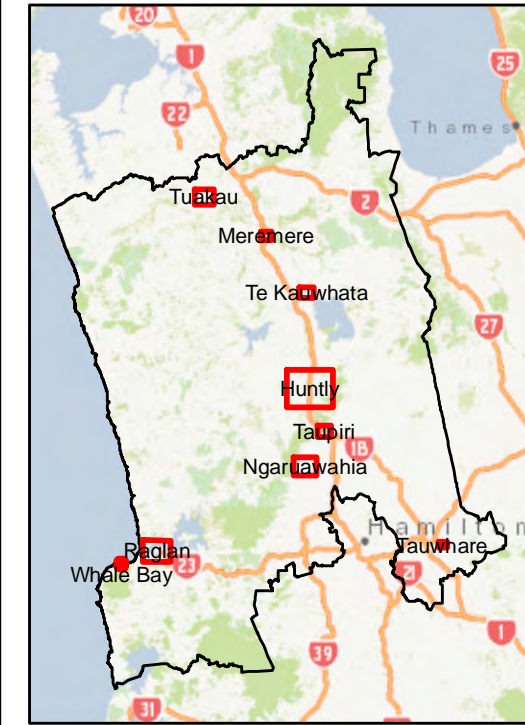 20
1
25
22
Thames
Tuakau
2
Meremere
Te Kauwhata
27
Huntly
Taupiri
1B
Ngaruawahia
Hamilton
Tauwhare
Raglan
23
Whale Bay
21
1
39
31